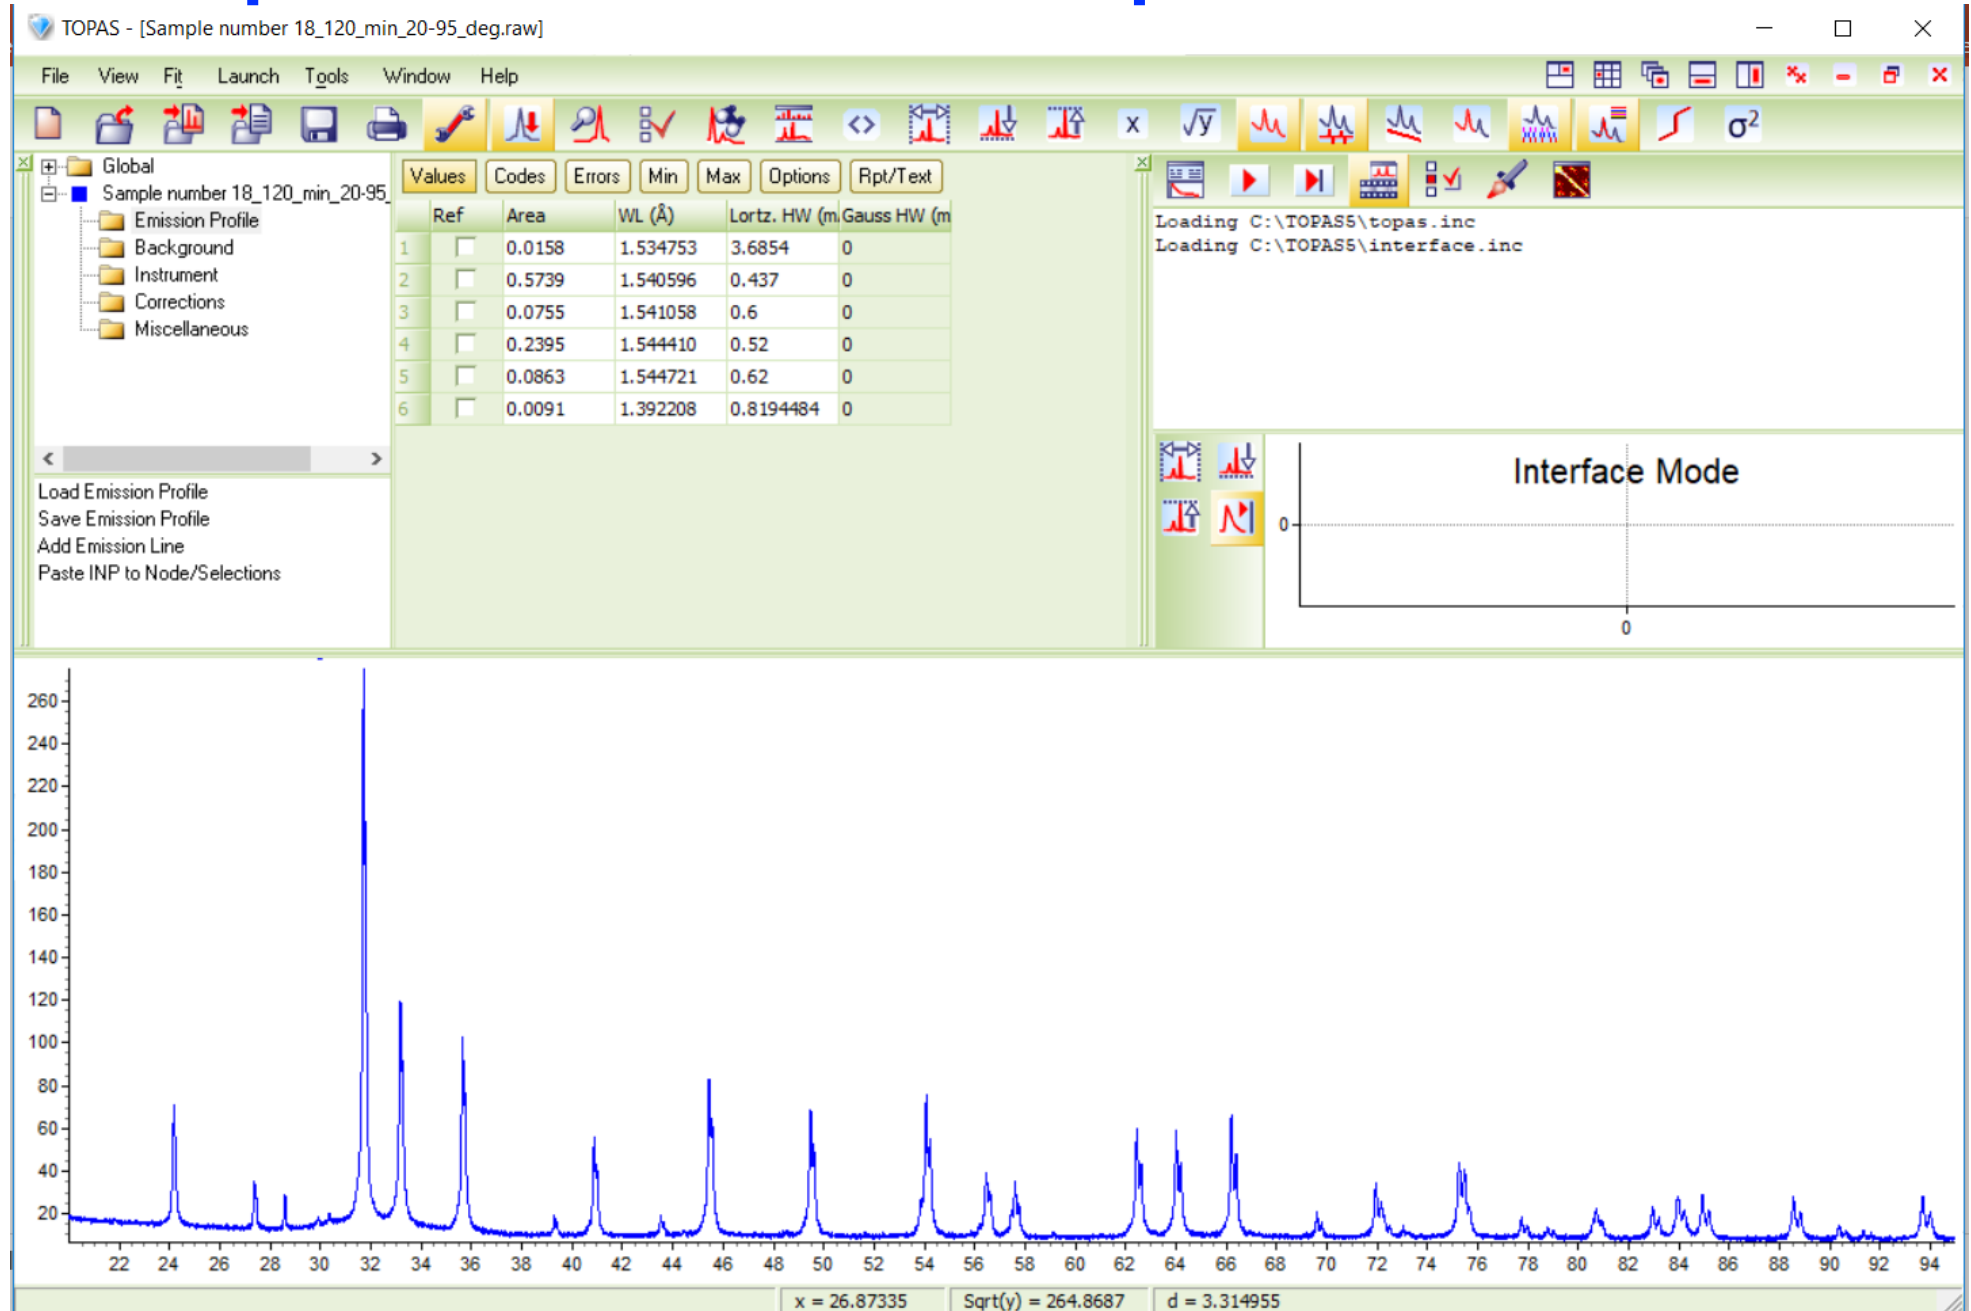 TOPAS - [Sample number 18_120_min_20-95_deg.raw]
File View Fit Launch Tools Window Help
x √y σ²
Global
Sample number 18_120_min_20-95_
Emission Profile
Background
Instrument
Corrections
Miscellaneous
Load Emission Profile
Save Emission Profile
Add Emission Line
Paste INP to Node/Selections
Values Codes Errors Min Max Options Rpt/Text
Ref Area WL (Å) Lortz. HW (m. Gauss HW (m
1 0.0158 1.534753 3.6854 0
2 0.5739 1.540596 0.437 0
3 0.0755 1.541058 0.6 0
4 0.2395 1.544410 0.52 0
5 0.0863 1.544721 0.62 0
6 0.0091 1.392208 0.8194484 0
Loading C:\TOPAS5\topas.inc
Loading C:\TOPAS5\interface.inc
Interface Mode
0
0
260
240
220
200
180
160
140
120
100
80
60
40
20
22 24 26 28 30 32 34 36 38 40 42 44 46 48 50 52 54 56 58 60 62 64 66 68 70 72 74 76 78 80 82 84 86 88 90 92 94
x = 26.87335 Sqrt(y) = 264.8687 d = 3.314955